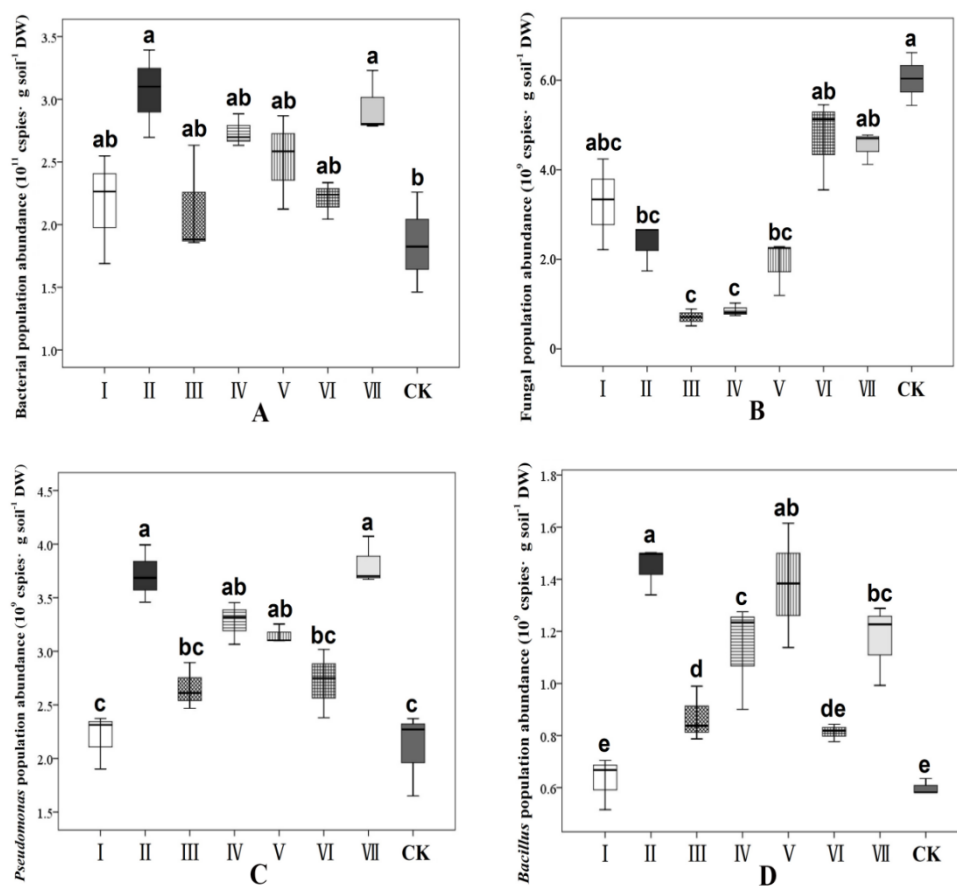 Bacterial population abundance (10¹¹ cspies· g soil⁻¹ DW)
3.5
3.0
2.5
2.0
1.5
1.0
ab
a
ab
ab
ab
ab
a
b
I II III IV V VI VII CK
A
Fungal population abundance (10⁹ cspies· g soil⁻¹ DW)
6.0
4.0
2.0
0
abc
bc
c
c
bc
ab
ab
a
I II III IV V VI VII CK
B
Pseudomonas population abundance (10⁹ cspies· g soil⁻¹ DW)
4.5
4.0
3.5
3.0
2.5
2.0
1.5
c
a
bc
ab
ab
bc
a
c
I II III IV V VI VII CK
C
Bacillus population abundance (10⁹ cspies· g soil⁻¹ DW)
1.8
1.6
1.4
1.2
1.0
0.8
0.6
e
a
d
c
ab
de
bc
e
I II III IV V VI VII CK
D